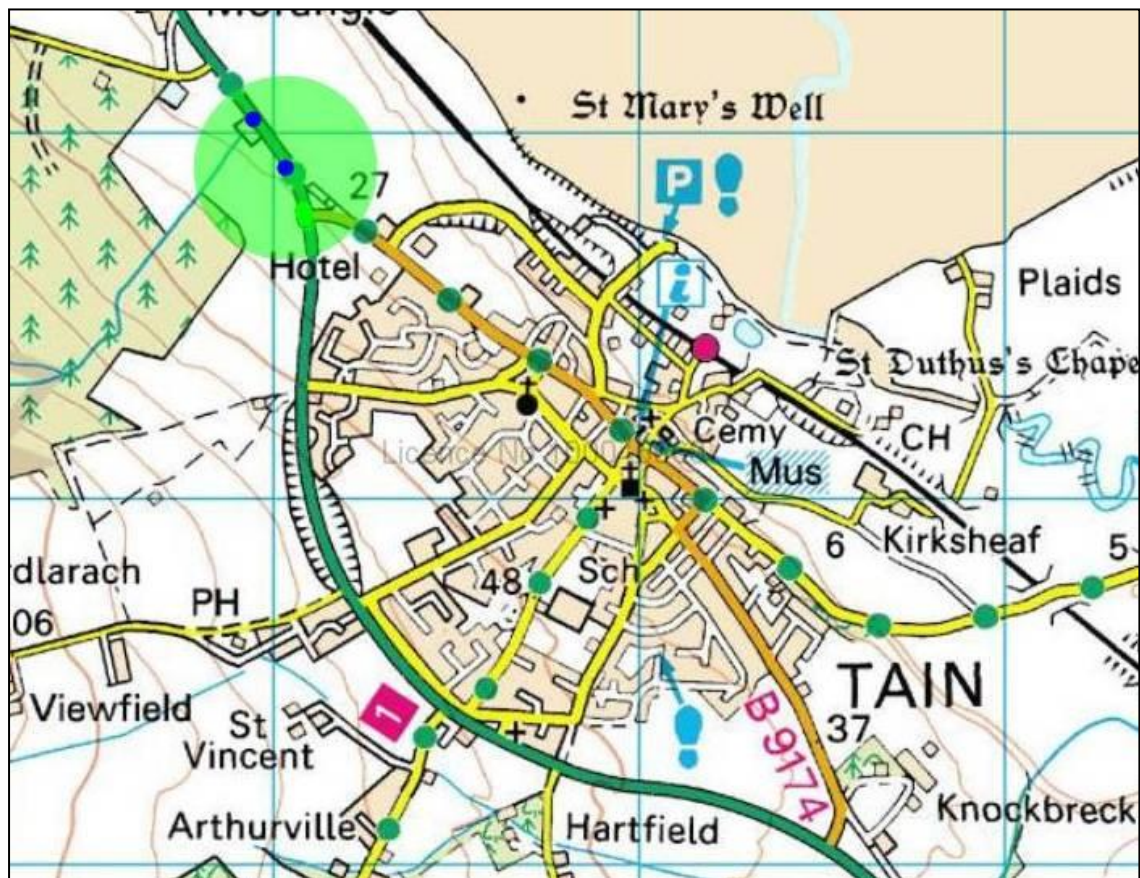 St Mary's Well
P
27
Hotel
i
Plaids
St Duthus's Chape
Cemy
CH
Mus
Kirksheaf
6
5
dlarach
06
PH
48
Sch
TAIN
Viewfield
1
St
Vincent
B 9174
37
Arthurville
Hartfield
Knockbreck